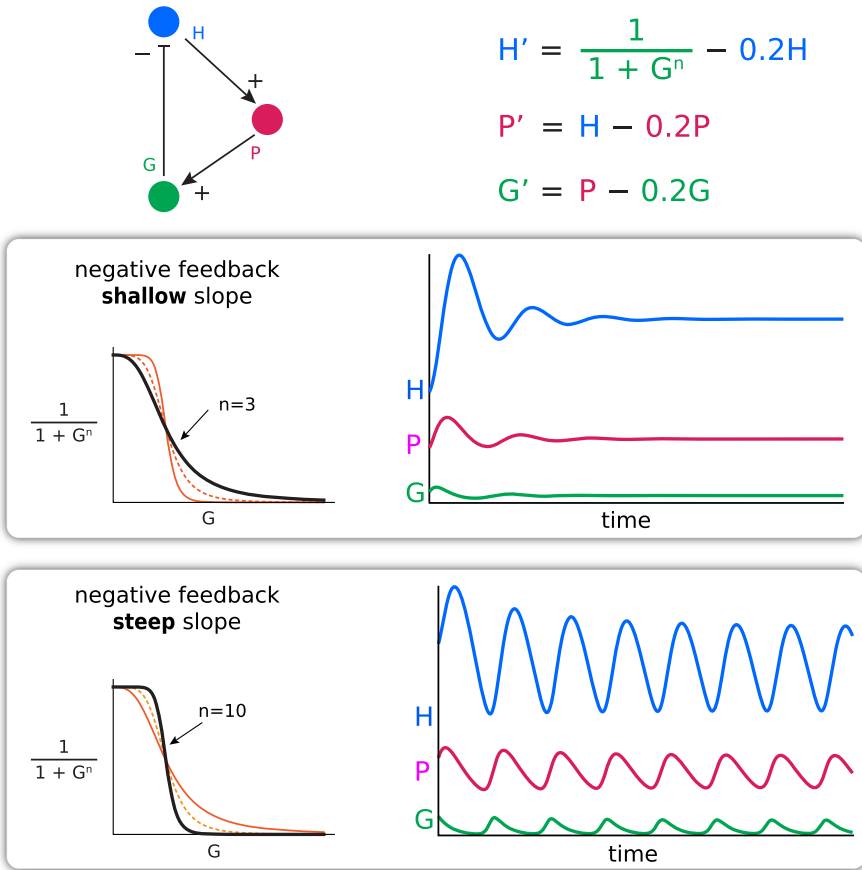 H
−
+
P
G
+
H’ = 1 / 1 + Gⁿ − 0.2H
P’ = H − 0.2P
G’ = P − 0.2G
negative feedback
shallow slope
n=3
1
1 + Gⁿ
G
H
P
G
time
negative feedback
steep slope
n=10
1
1 + Gⁿ
G
H
P
G
time